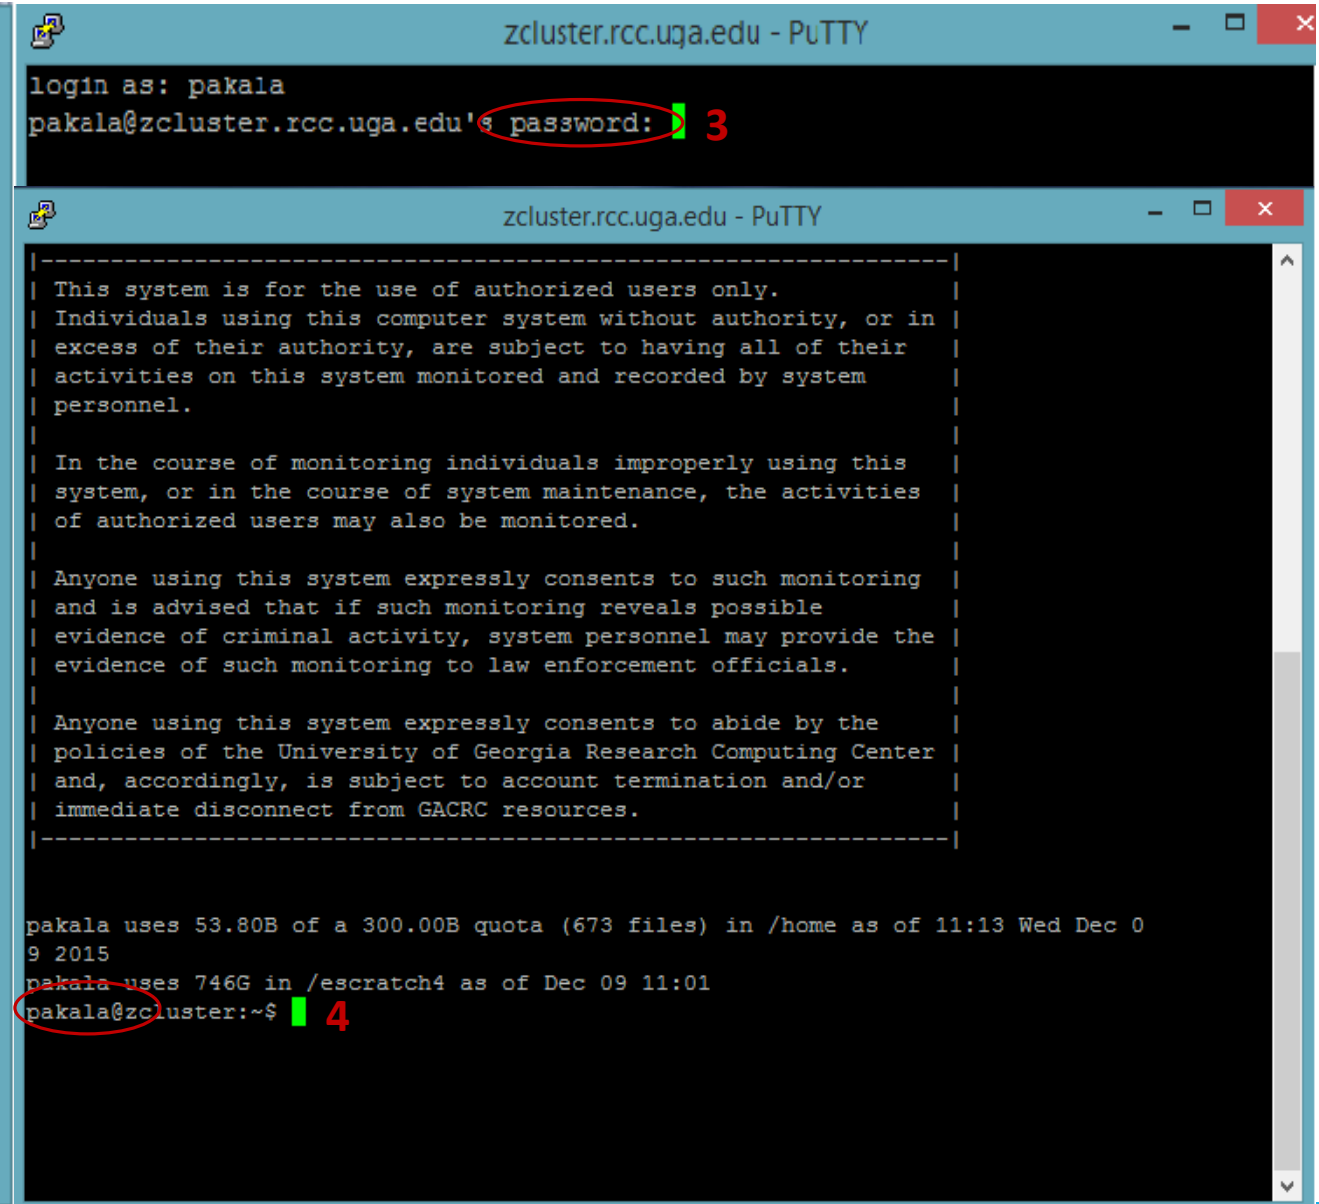 zcluster.rcc.uga.edu - PuTTY
login as: pakala
pakala@zcluster.rcc.uga.edu's password: 3
zcluster.rcc.uga.edu - PuTTY
|-----------------------------------------------------------------|
| This system is for the use of authorized users only. |
| Individuals using this computer system without authority, or in |
| excess of their authority, are subject to having all of their |
| activities on this system monitored and recorded by system |
| personnel. |
| |
| In the course of monitoring individuals improperly using this |
| system, or in the course of system maintenance, the activities |
| of authorized users may also be monitored. |
| |
| Anyone using this system expressly consents to such monitoring |
| and is advised that if such monitoring reveals possible |
| evidence of criminal activity, system personnel may provide the |
| evidence of such monitoring to law enforcement officials. |
| |
| Anyone using this system expressly consents to abide by the |
| policies of the University of Georgia Research Computing Center |
| and, accordingly, is subject to account termination and/or |
| immediate disconnect from GACRC resources. |
|-----------------------------------------------------------------|
pakala uses 53.80B of a 300.00B quota (673 files) in /home as of 11:13 Wed Dec 0
9 2015
pakala uses 746G in /escratch4 as of Dec 09 11:01
pakala@zcluster:~$ 4